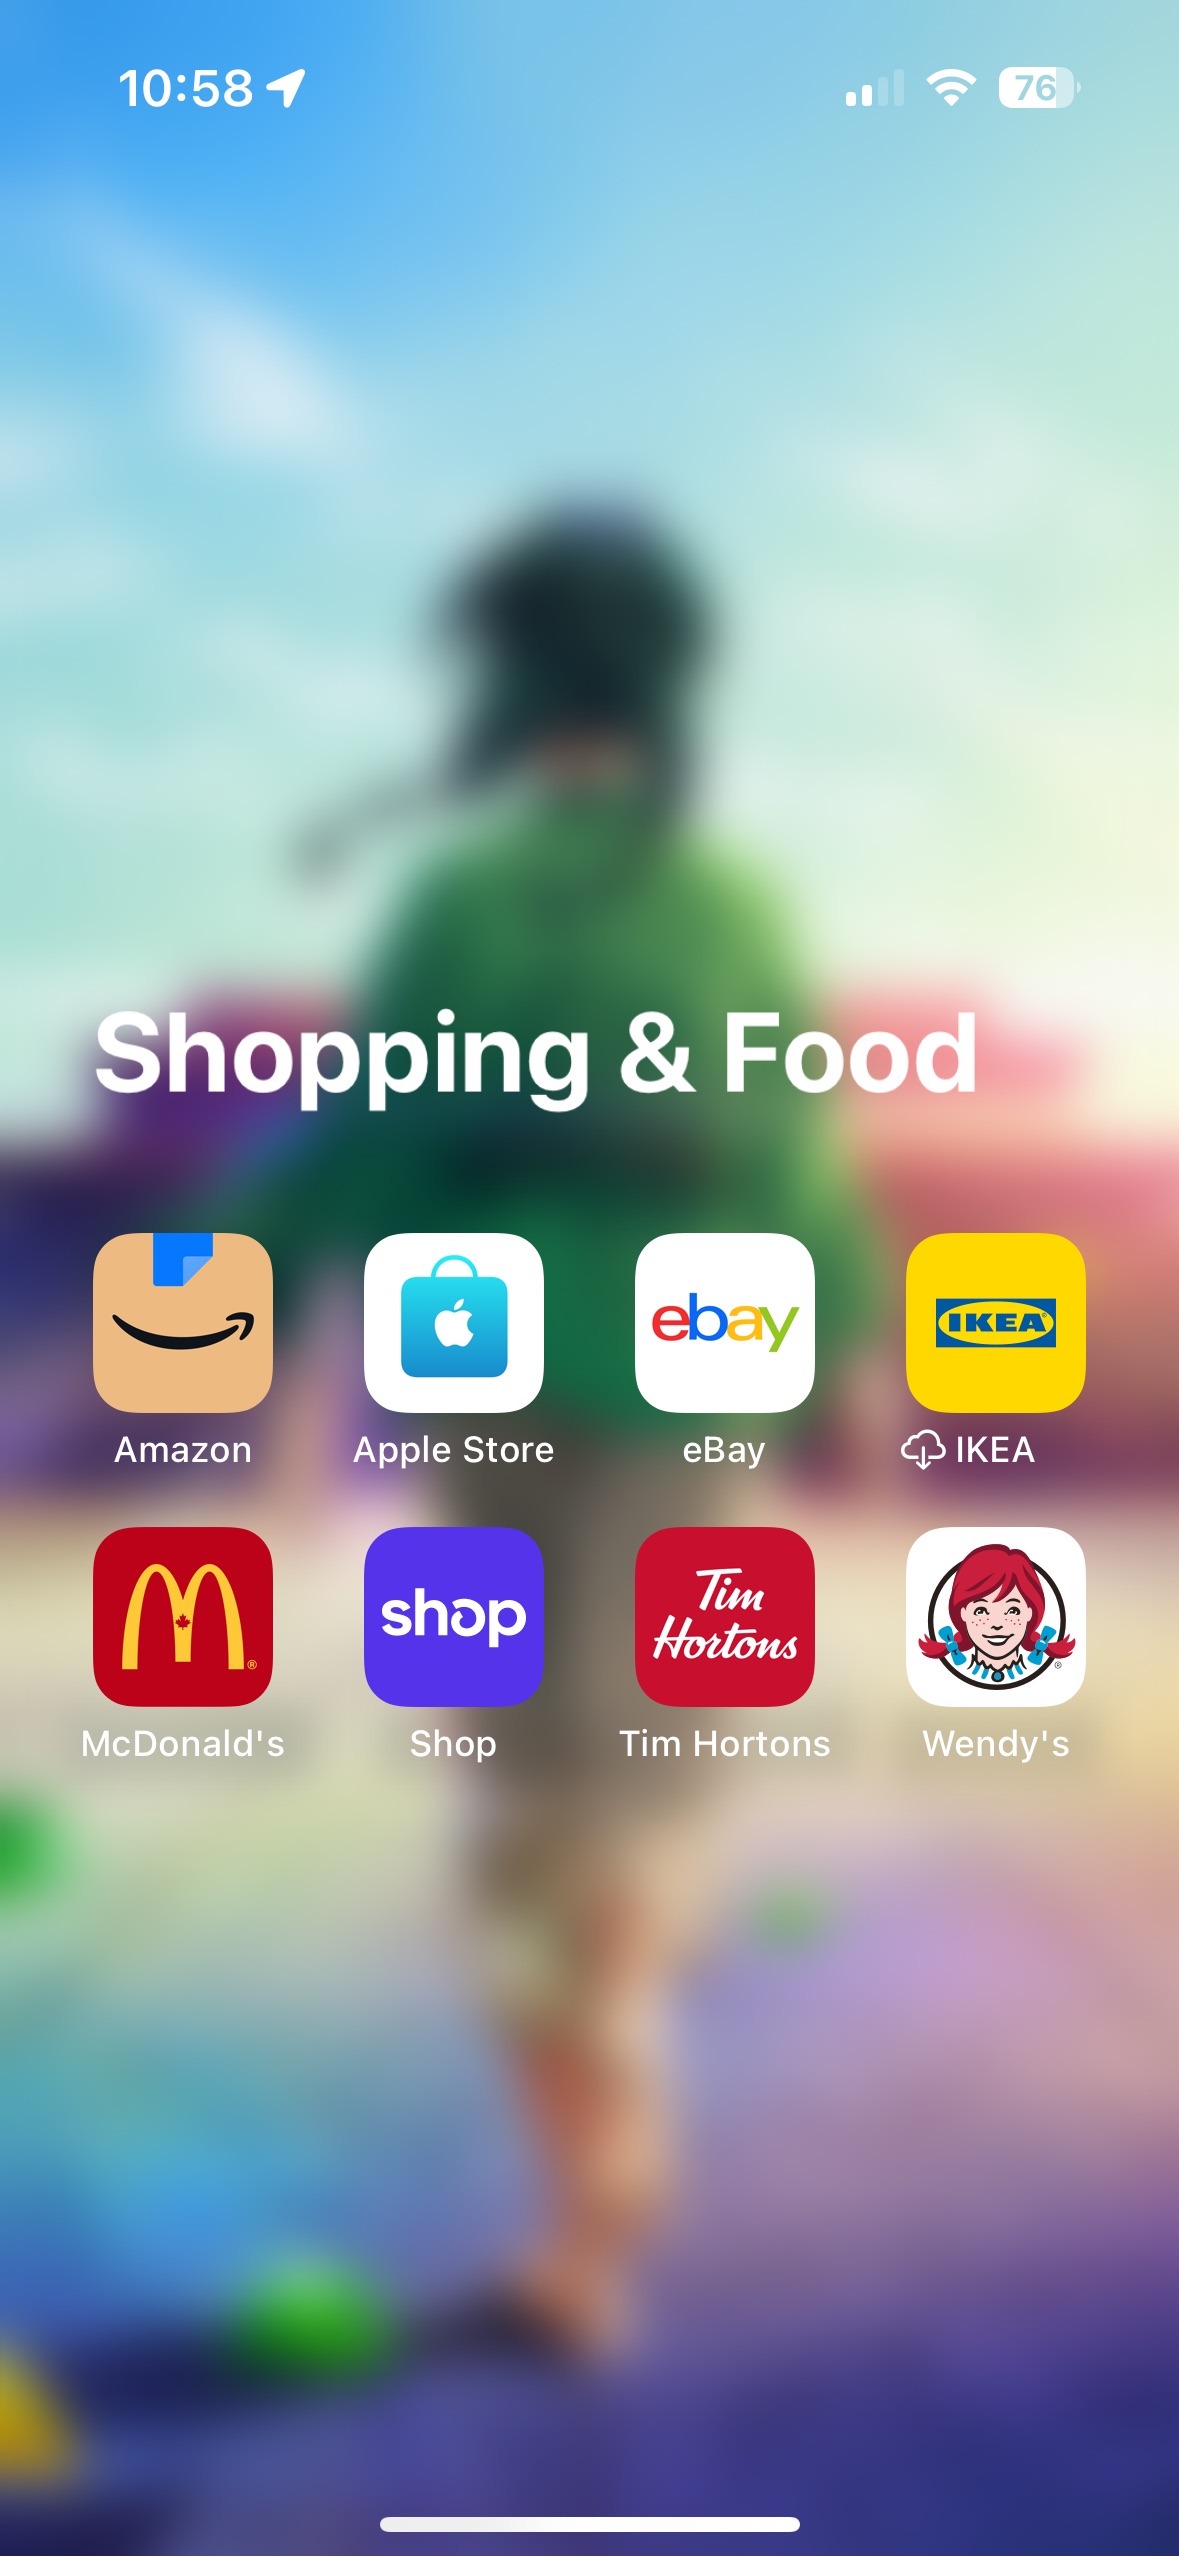 10:58
76
Shopping & Food
ebay
IKEA
Amazon
Apple Store
eBay
IKEA
shop
Tim
Hortons
McDonald's
Shop
Tim Hortons
Wendy's